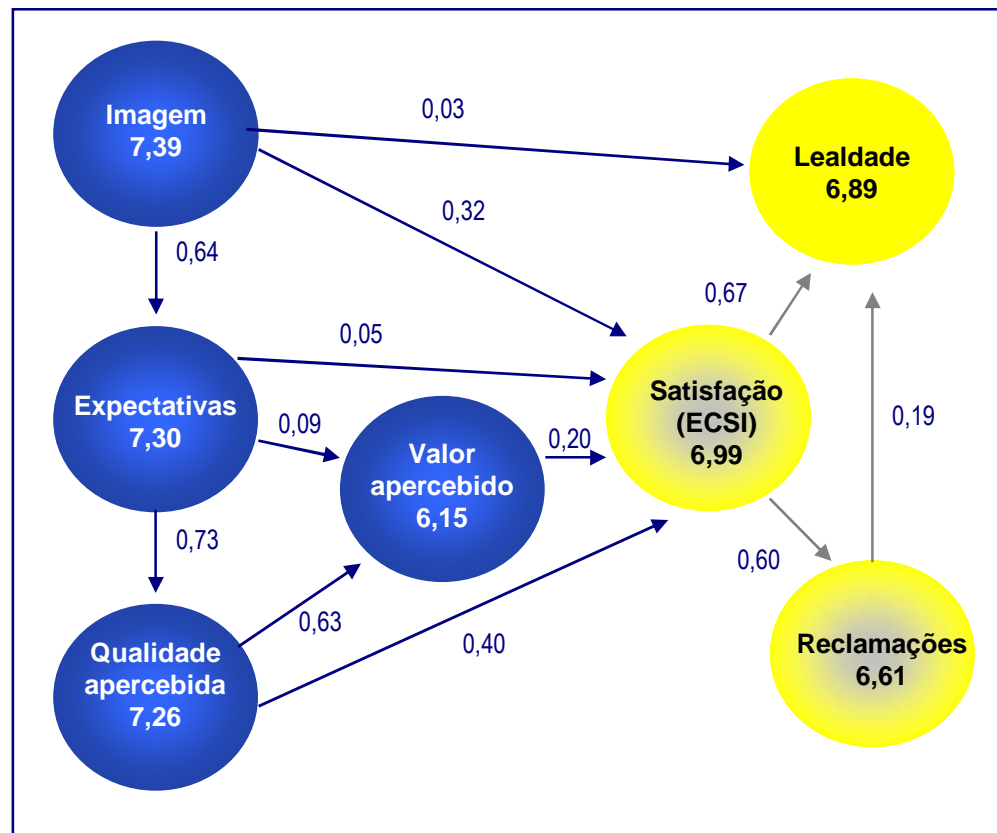 Imagem
7,39
0,03
Lealdade
6,89
0,32
0,64
0,67
0,05
Expectativas
7,30
0,09
Valor
apercebido
6,15
0,20
Satisfação
(ECSI)
6,99
0,19
0,73
0,60
0,63
0,40
Qualidade
apercebida
7,26
Reclamações
6,61